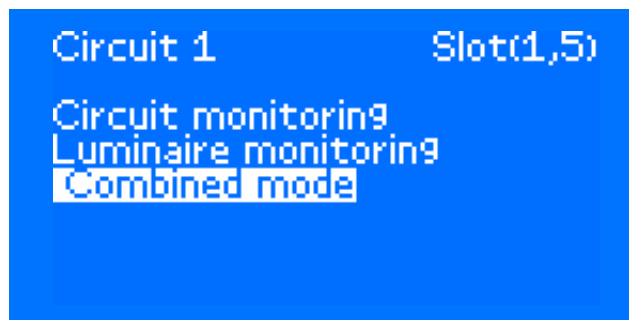 Circuit 1 Slot(1,5)
Circuit monitoring
Luminaire monitoring
Combined mode